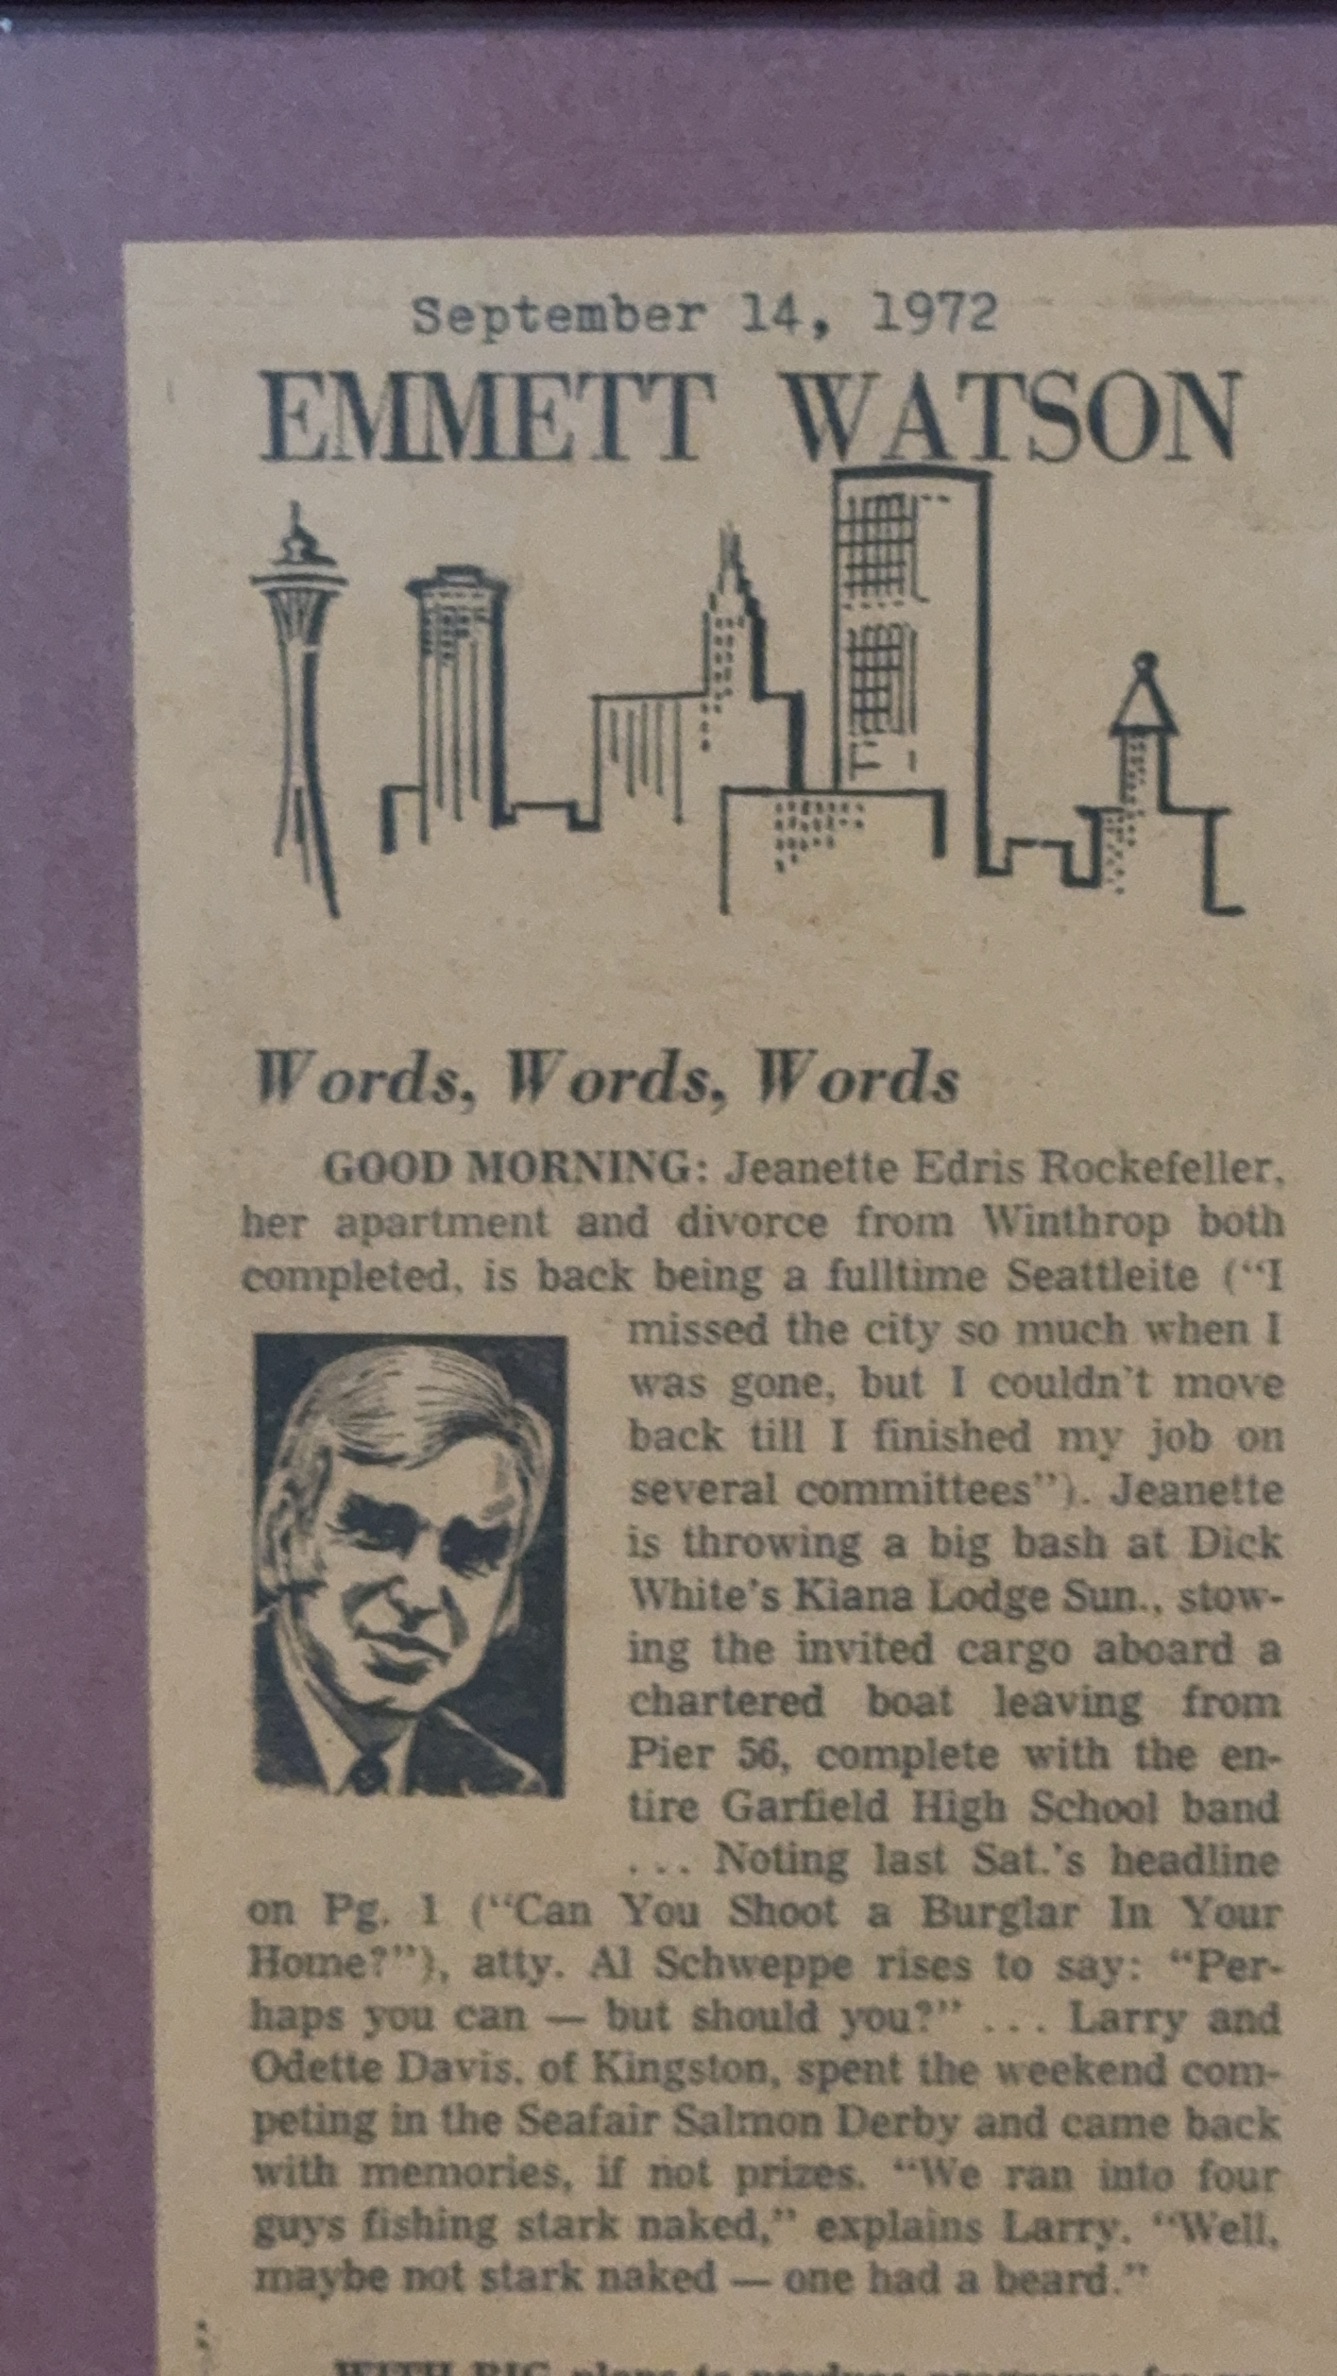 September 14, 1972
EMMETT WATSON
Words, Words, Words
GOOD MORNING: Jeanette Edris Rockefeller,
her apartment and divorce from Winthrop both
completed, is back being a fulltime Seattleite (“I
missed the city so much when I
was gone, but I couldn't move
back till I finished my job on
several committees”). Jeanette
is throwing a big bash at Dick
White's Kiana Lodge Sun., stow-
ing the invited cargo aboard a
chartered boat leaving from
Pier 56, complete with the en-
tire Garfield High School band
... Noting last Sat.'s headline
on Pg. 1 (“Can You Shoot a Burglar In Your
Home?”), atty. Al Schweppe rises to say: “Per-
haps you can — but should you?” ... Larry and
Odette Davis, of Kingston, spent the weekend com-
peting in the Seafair Salmon Derby and came back
with memories, if not prizes. “We ran into four
guys fishing stark naked,” explains Larry. “Well,
maybe not stark naked — one had a beard.”
WITH BIG plans to produce